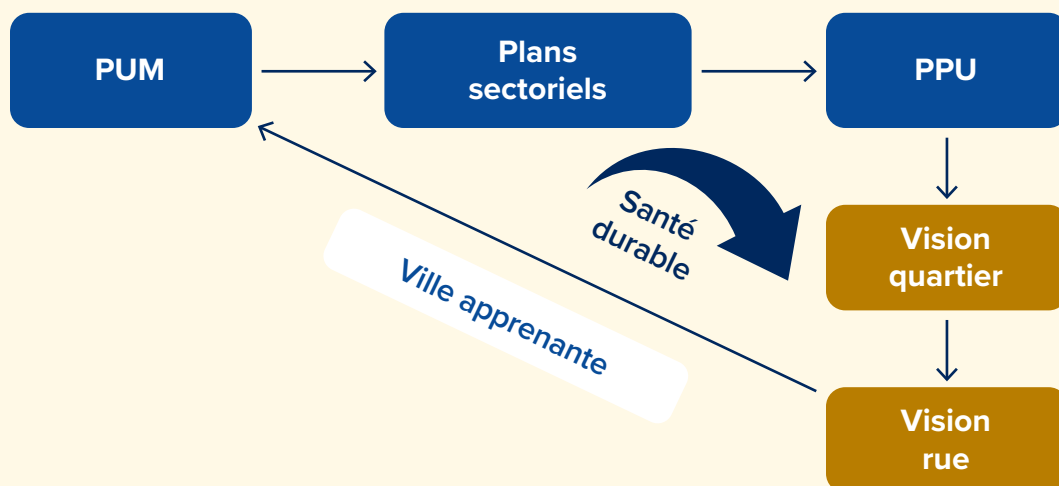 PUM
Plans
sectoriels
PPU
Santé
durable
Vision
quartier
Ville apprenante
Vision
rue